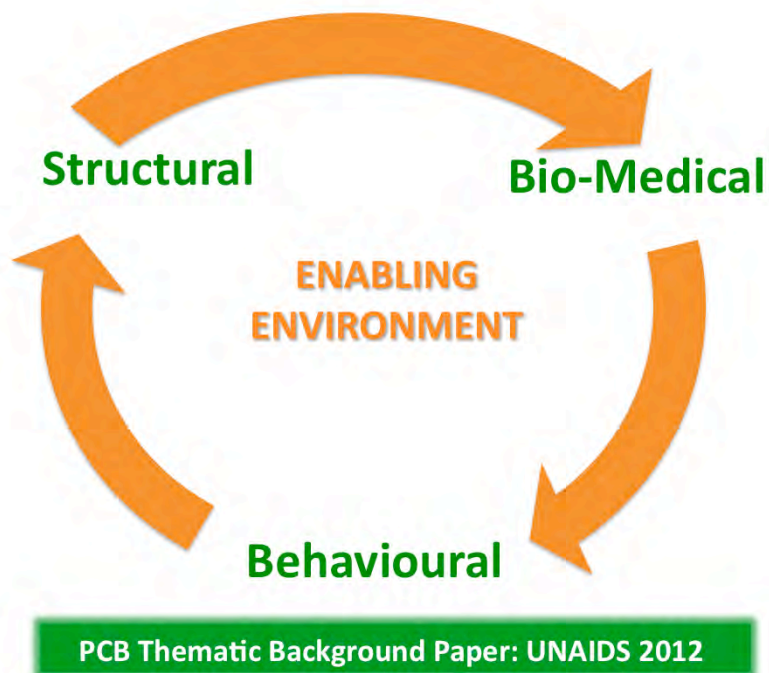 Structural
Bio-Medical
ENABLING
ENVIRONMENT
Behavioural
PCB Thematic Background Paper: UNAIDS 2012